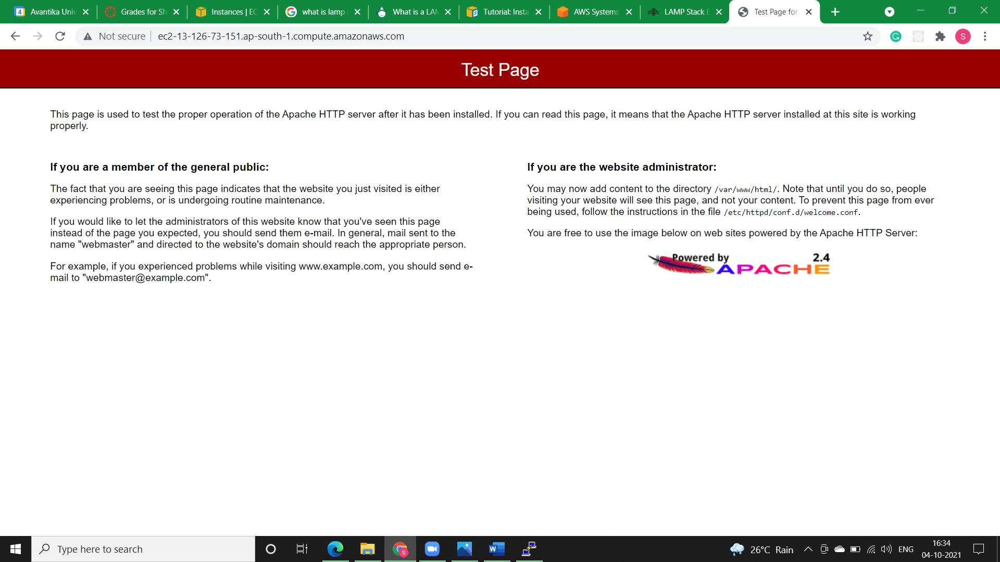 4 Avantika Univ
Grades for Sh
Instances | EC
what is lamp s
What is a LAM
Tutorial: Insta
AWS Systems
LAMP Stack E
Test Page for
Not secure
ec2-13-126-73-151.ap-south-1.compute.amazonaws.com
S
Test Page
This page is used to test the proper operation of the Apache HTTP server after it has been installed. If you can read this page, it means that the Apache HTTP server installed at this site is working
properly.
If you are a member of the general public:
The fact that you are seeing this page indicates that the website you just visited is either
experiencing problems, or is undergoing routine maintenance.
If you would like to let the administrators of this website know that you've seen this page
instead of the page you expected, you should send them e-mail. In general, mail sent to the
name "webmaster" and directed to the website's domain should reach the appropriate person.
For example, if you experienced problems while visiting www.example.com, you should send e-
mail to "webmaster@example.com".
If you are the website administrator:
You may now add content to the directory /var/www/html/. Note that until you do so, people
visiting your website will see this page, and not your content. To prevent this page from ever
being used, follow the instructions in the file /etc/httpd/conf.d/welcome.conf.
You are free to use the image below on web sites powered by the Apache HTTP Server:
Powered by 2.4
APACHE
Type here to search
26°C Rain
ENG
16:34
04-10-2021